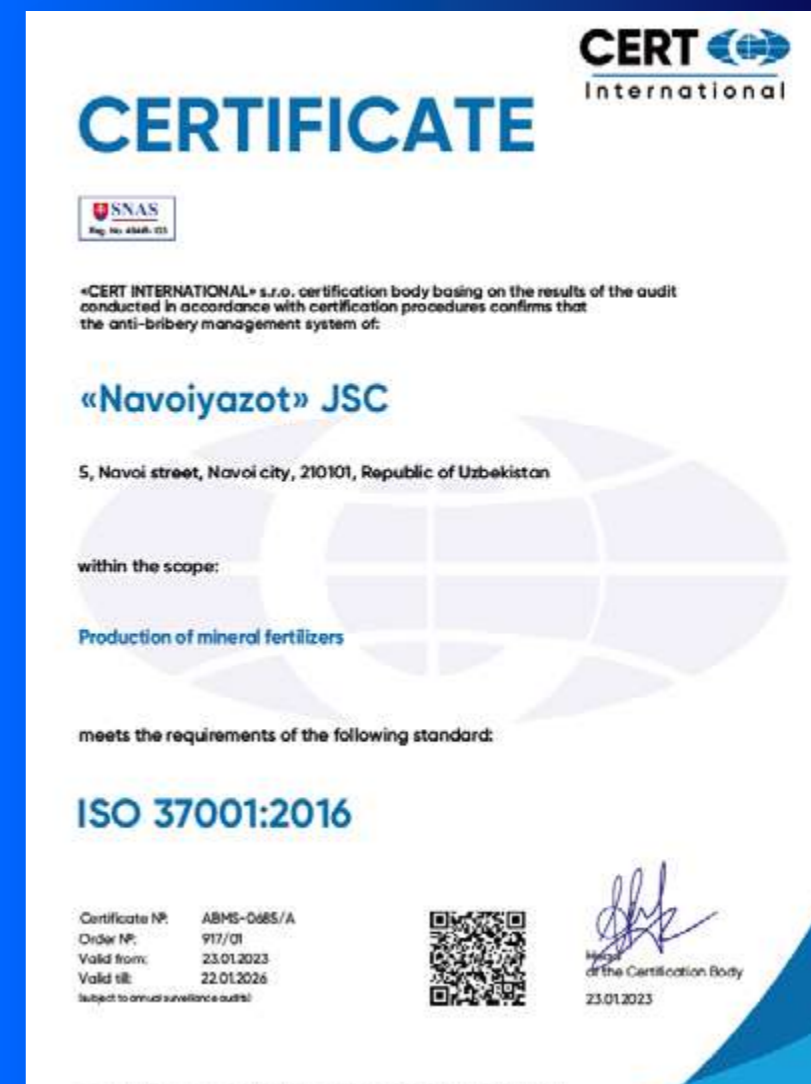 CERT
International
CERTIFICATE
SNAS
Reg. No.
«CERT INTERNATIONAL» s.r.o. certification body basing on the results of the audit
conducted in accordance with certification procedures confirms that
the anti-bribery management system of:
«Navoiyazot» JSC
5, Navoi street, Navoi city, 210101, Republic of Uzbekistan
within the scope:
Production of mineral fertilizers
meets the requirements of the following standard:
ISO 37001:2016
Certificate №: ABMS-0685/A
Order №: 917/01
Valid from: 23.01.2023
Valid till: 22.01.2026
(subject to annual surveillance audits)
Head
of the Certification Body
23.01.2023